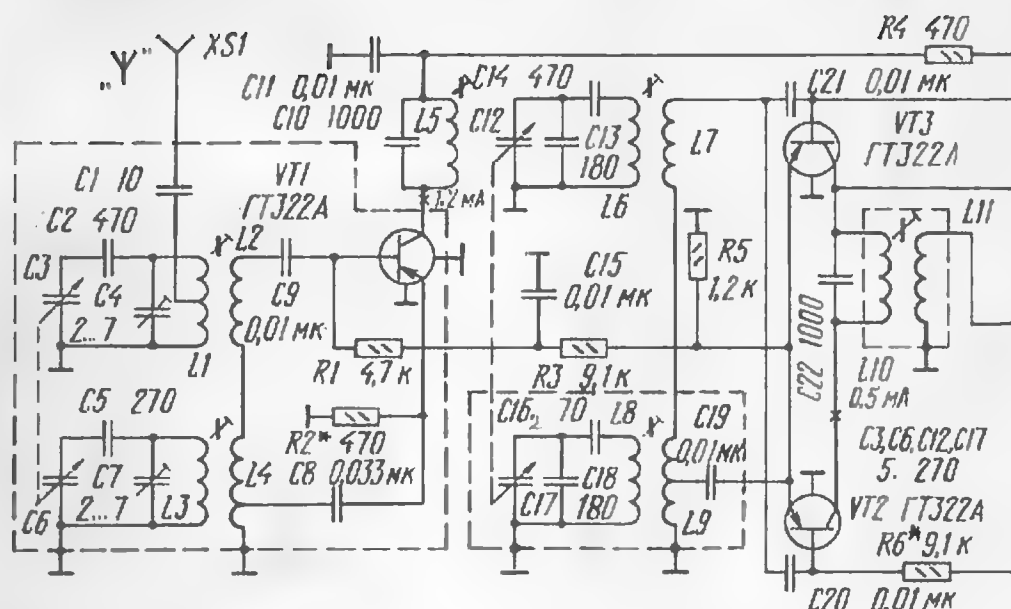 XS1
R4 470
C11 0,01 мк
C10 1000
L5
C14 470
C12
C13
180
L6
L7
C21 0,01 мк
VT3
ГТ322А
C1 10
VT1
ГТ322А
1,2 мА
C2 470
C3
C4
2...7
L1
L2
C9
0,01 мк
C15
0,01 мк
R5
1,2 к
L11
R1 4,7 к
R3 9,1 к
C22 1000
L10
0.5 мА
C5 270
C6
C7
2...7
L3
L4
R2* 470
C8 0,033 мк
C16 2 70
L8
C17
C18
180
C19
0,01 мк
L9
C3,C6,C12,C17
5. 270
VT2 ГТ322А
R6* 9,1 к
C20 0,01 мк